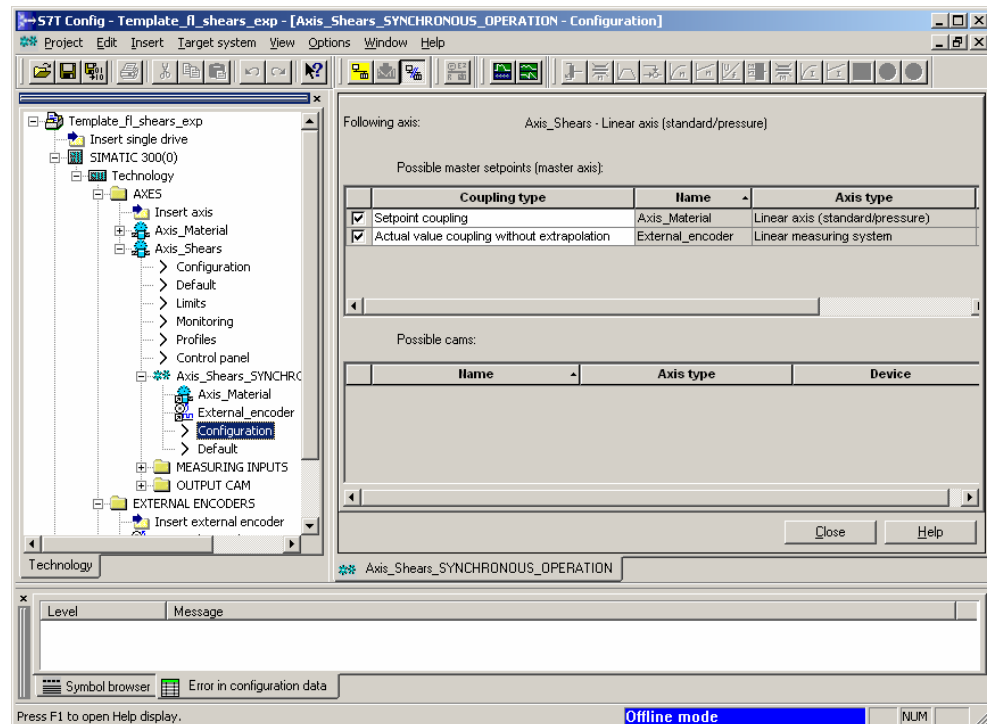 S7T Config - Template_fl_shears_exp - [Axis_Shears_SYNCHRONOUS_OPERATION - Configuration]
Project Edit Insert Target system View Options Window Help
Template_fl_shears_exp
Insert single drive
SIMATIC 300(0)
Technology
AXES
Insert axis
Axis_Material
Axis_Shears
Configuration
Default
Limits
Monitoring
Profiles
Control panel
Axis_Shears_SYNCHRO
Axis_Material
External_encoder
Configuration
Default
MEASURING INPUTS
OUTPUT CAM
EXTERNAL ENCODERS
Insert external encoder
Technology
Following axis: Axis_Shears - Linear axis (standard/pressure)
Possible master setpoints (master axis):
Coupling type Name Axis type
Setpoint coupling Axis_Material Linear axis (standard/pressure)
Actual value coupling without extrapolation External_encoder Linear measuring system
Possible cams:
Name Axis type Device
Close Help
Axis_Shears_SYNCHRONOUS_OPERATION
Level Message
Symbol browser Error in configuration data
Press F1 to open Help display. Offline mode NUM